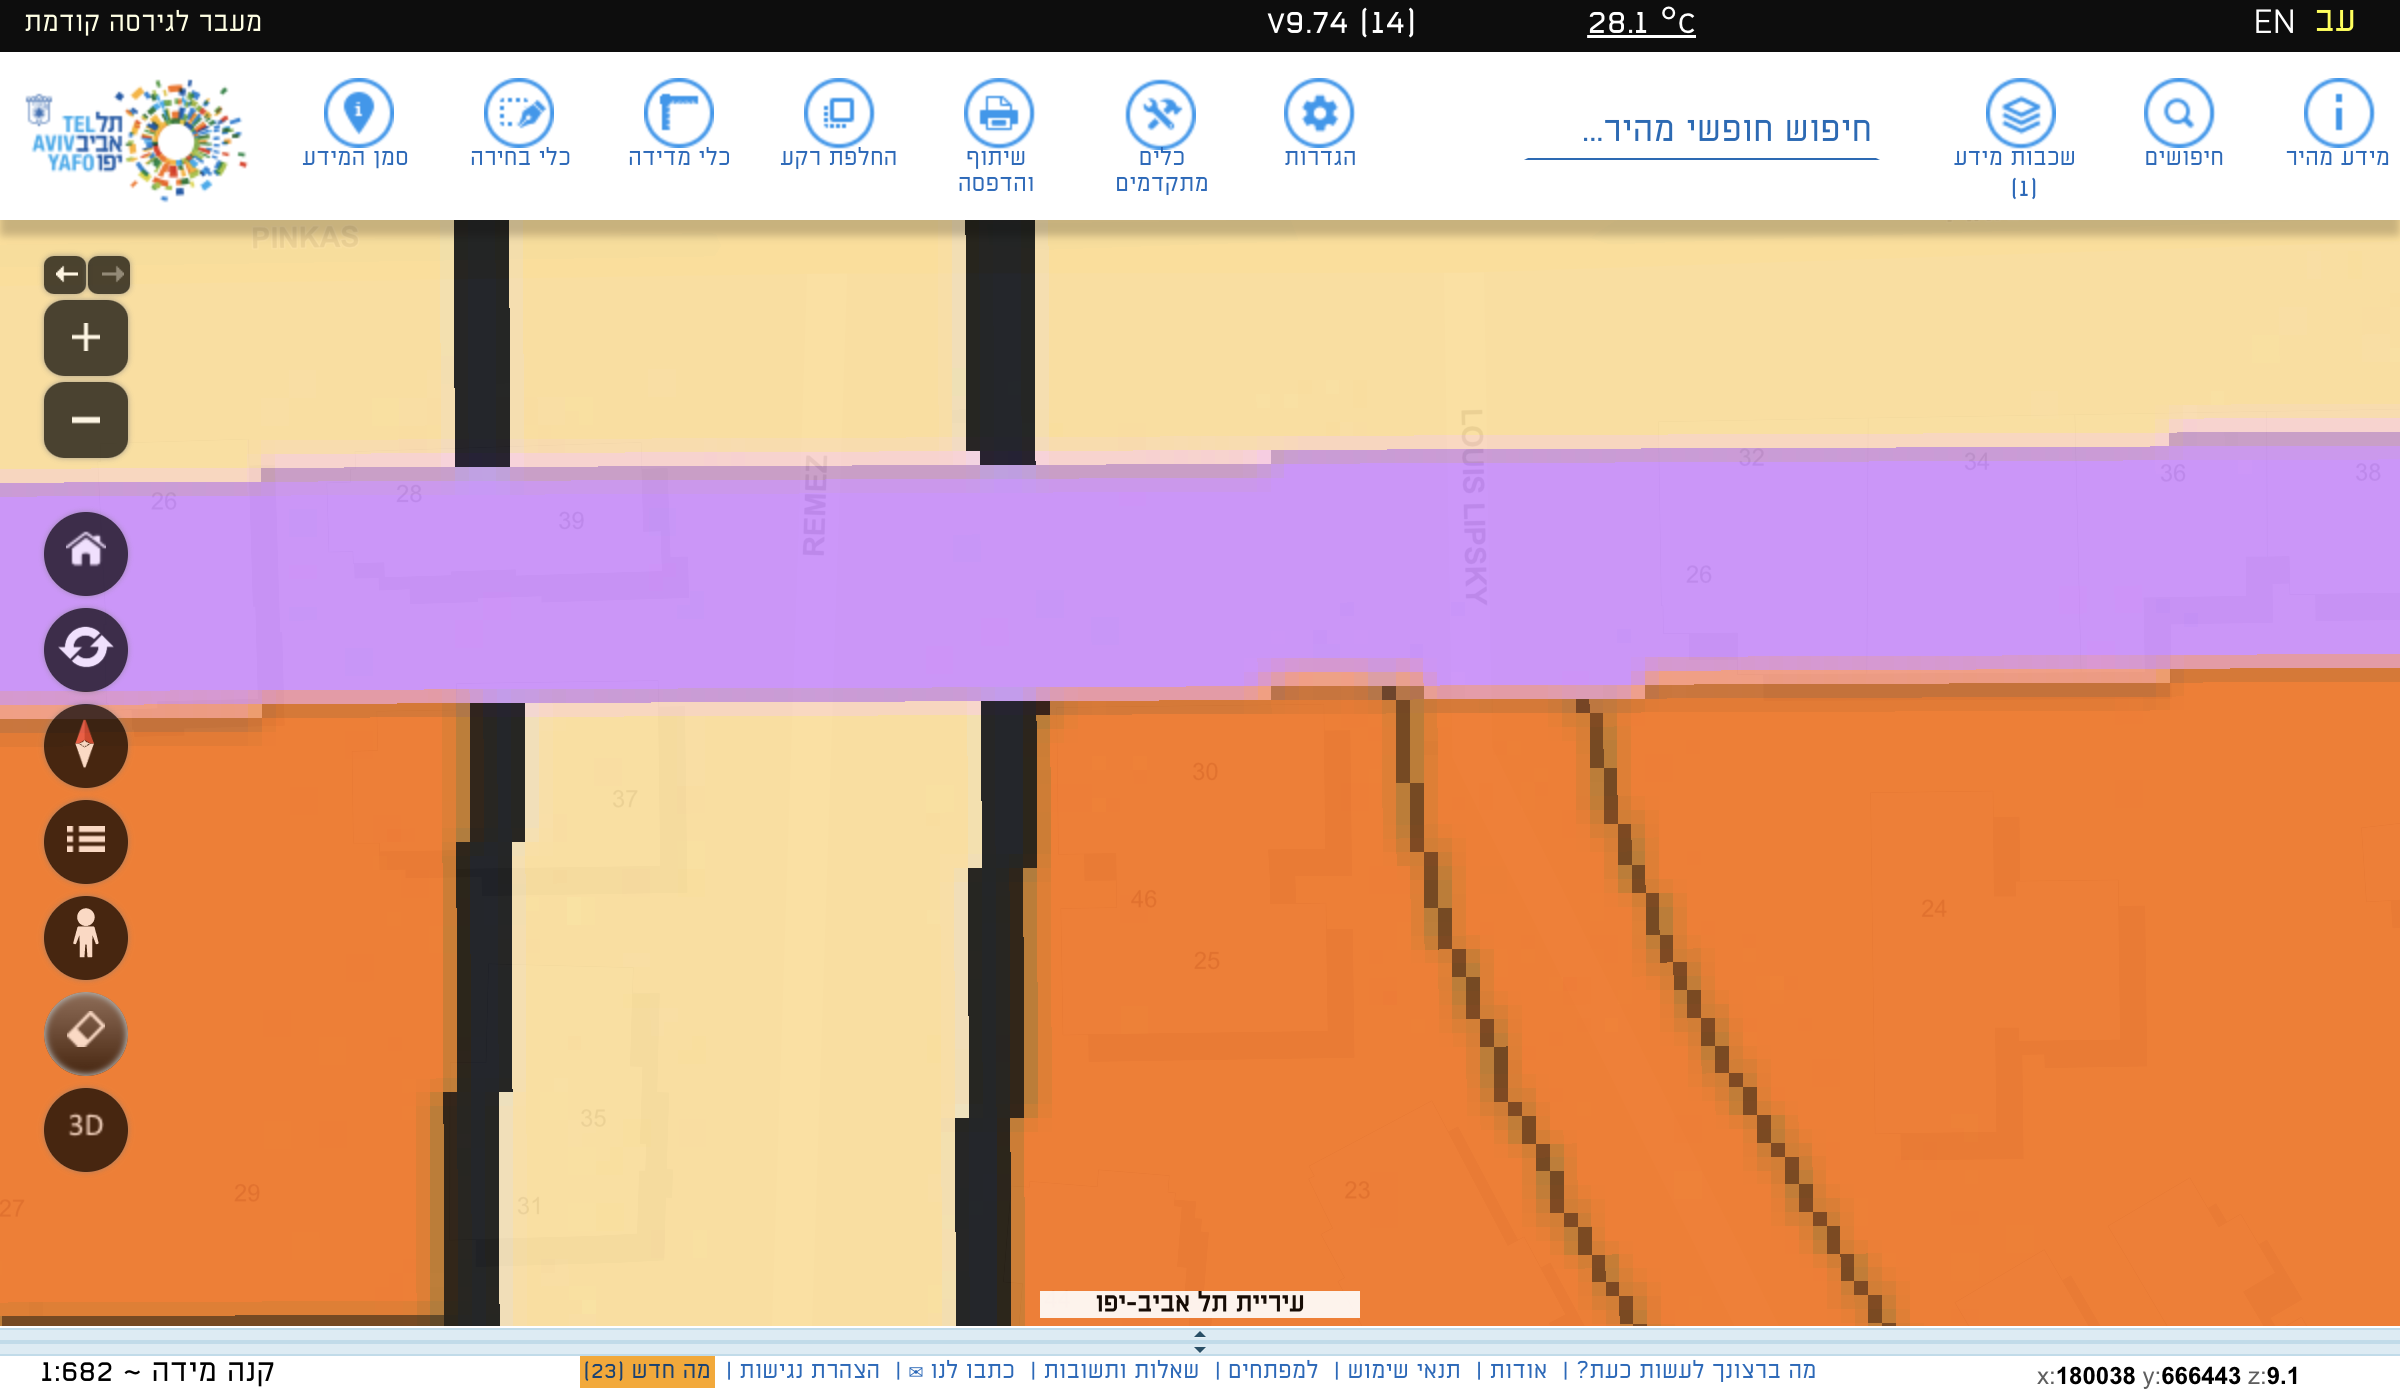 מעבר לגירסה קודמת
V9.74 (14)
28.1 °C
EN עב
תל TEL
אביב AVIV
יפו YAFO
סמן המידע
כלי בחירה
כלי מדידה
החלפת רקע
שיתוף והדפסה
כלים מתקדמים
הגדרות
חיפוש חופשי מהיר...
שכבות מידע (1)
חיפושים
מידע מהיר
PINKAS
26
28
39
REMEZ
LOUIS LIPSKY
32
34
36
38
26
37
30
46
25
24
35
23
29
27
31
3D
עיריית תל אביב-יפו
קנה מידה ~ 1:682
מה ברצונך לעשות כעת? | אודות | תנאי שימוש | למפתחים | שאלות ותשובות | כתבו לנו ✉ | הצהרת נגישות | מה חדש (23)
x:180038 y:666443 z:9.1